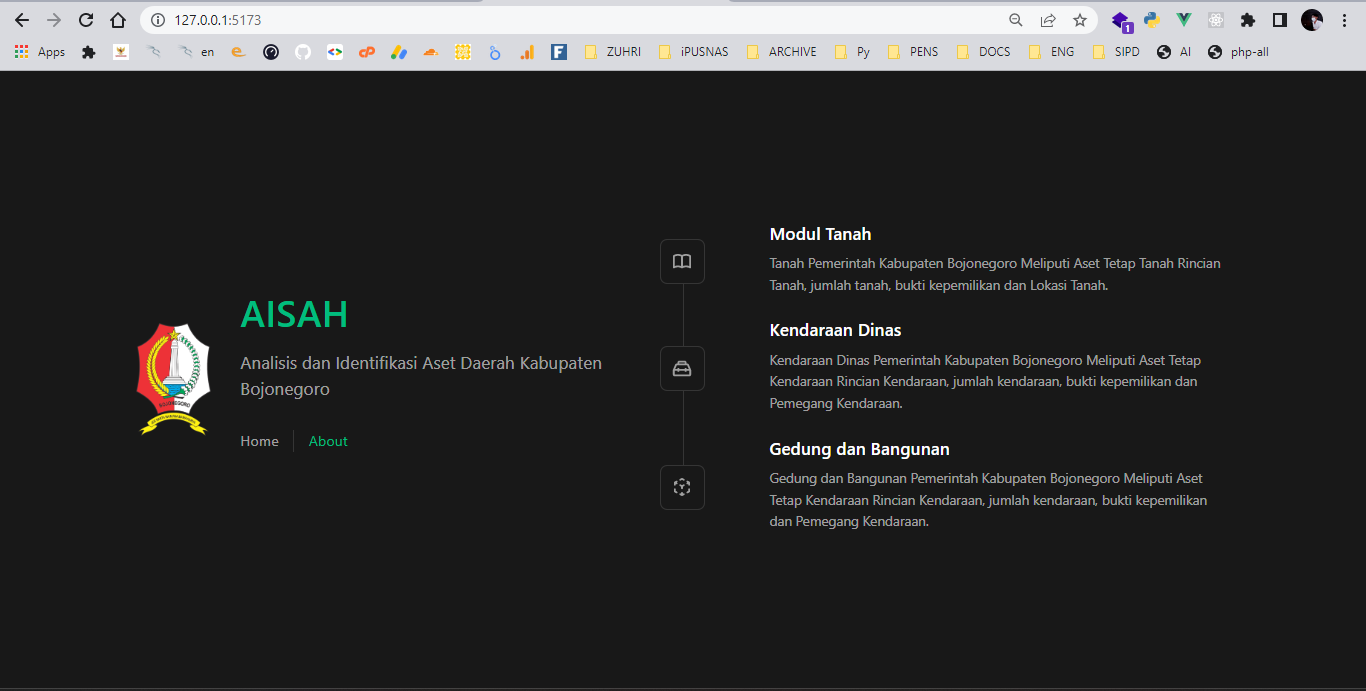 127.0.0.1:5173
1
Apps
en
ZUHRI
iPUSNAS
ARCHIVE
Py
PENS
DOCS
ENG
SIPD
AI
php-all
AISAH
Analisis dan Identifikasi Aset Daerah Kabupaten
Bojonegoro
Home
About
Modul Tanah
Tanah Pemerintah Kabupaten Bojonegoro Meliputi Aset Tetap Tanah Rincian
Tanah, jumlah tanah, bukti kepemilikan dan Lokasi Tanah.
Kendaraan Dinas
Kendaraan Dinas Pemerintah Kabupaten Bojonegoro Meliputi Aset Tetap
Kendaraan Rincian Kendaraan, jumlah kendaraan, bukti kepemilikan dan
Pemegang Kendaraan.
Gedung dan Bangunan
Gedung dan Bangunan Pemerintah Kabupaten Bojonegoro Meliputi Aset
Tetap Kendaraan Rincian Kendaraan, jumlah kendaraan, bukti kepemilikan
dan Pemegang Kendaraan.